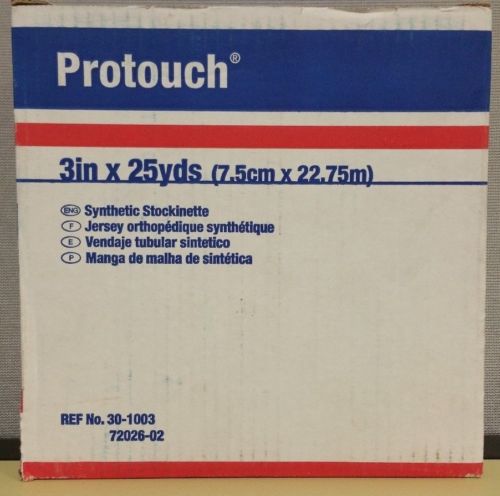 Protouch®
3in x 25yds (7.5cm x 22.75m)
ENG Synthetic Stockinette
F Jersey orthopédique synthétique
E Vendaje tubular sintetico
P Manga de malha de sintética
REF No. 30-1003
72026-02